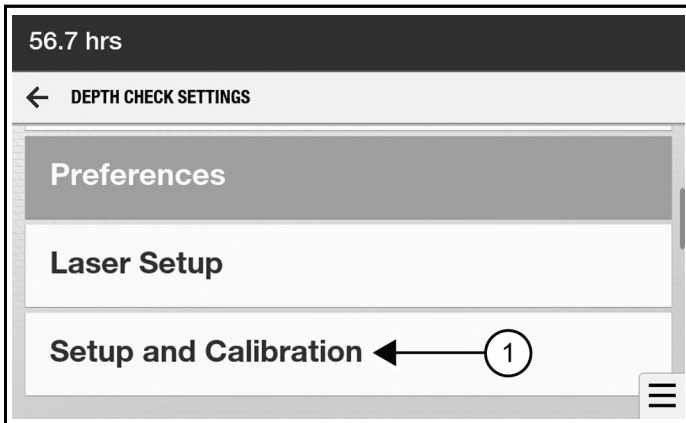 56.7 hrs
DEPTH CHECK SETTINGS
Preferences
Laser Setup
Setup and Calibration 1